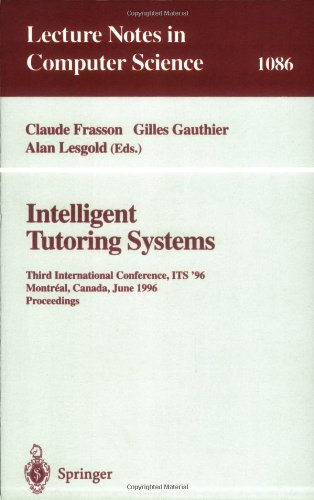 Lecture Notes in
Computer Science 1086
Claude Frasson Gilles Gauthier
Alan Lesgold (Eds.)
Intelligent
Tutoring Systems
Third International Conference, ITS '96
Montréal, Canada, June 1996
Proceedings
Springer